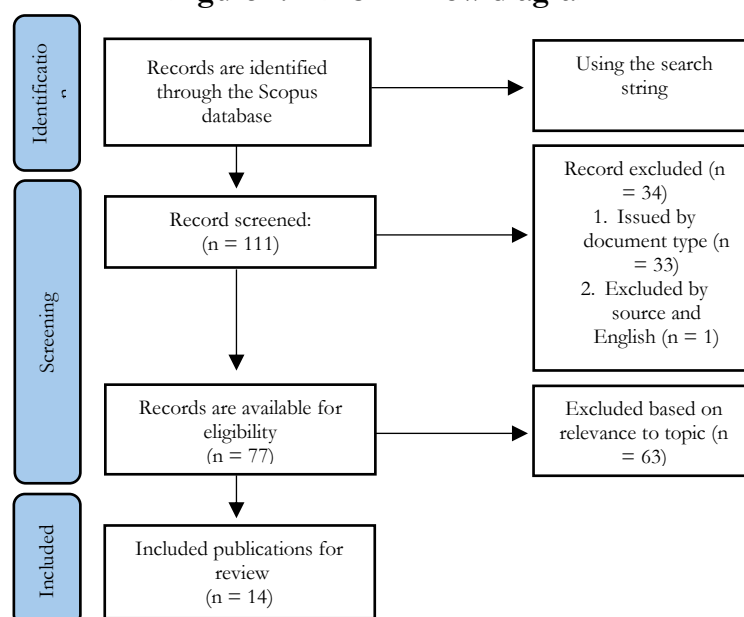 Identificatio
n
Records are identified
through the Scopus
database
Using the search
string
Screening
Record screened:
(n = 111)
Record excluded (n
= 34)
1. Issued by
document type (n
= 33)
2. Excluded by
source and
English (n = 1)
Records are available for
eligibility
(n = 77)
Excluded based on
relevance to topic (n
= 63)
Included
Included publications for
review
(n = 14)